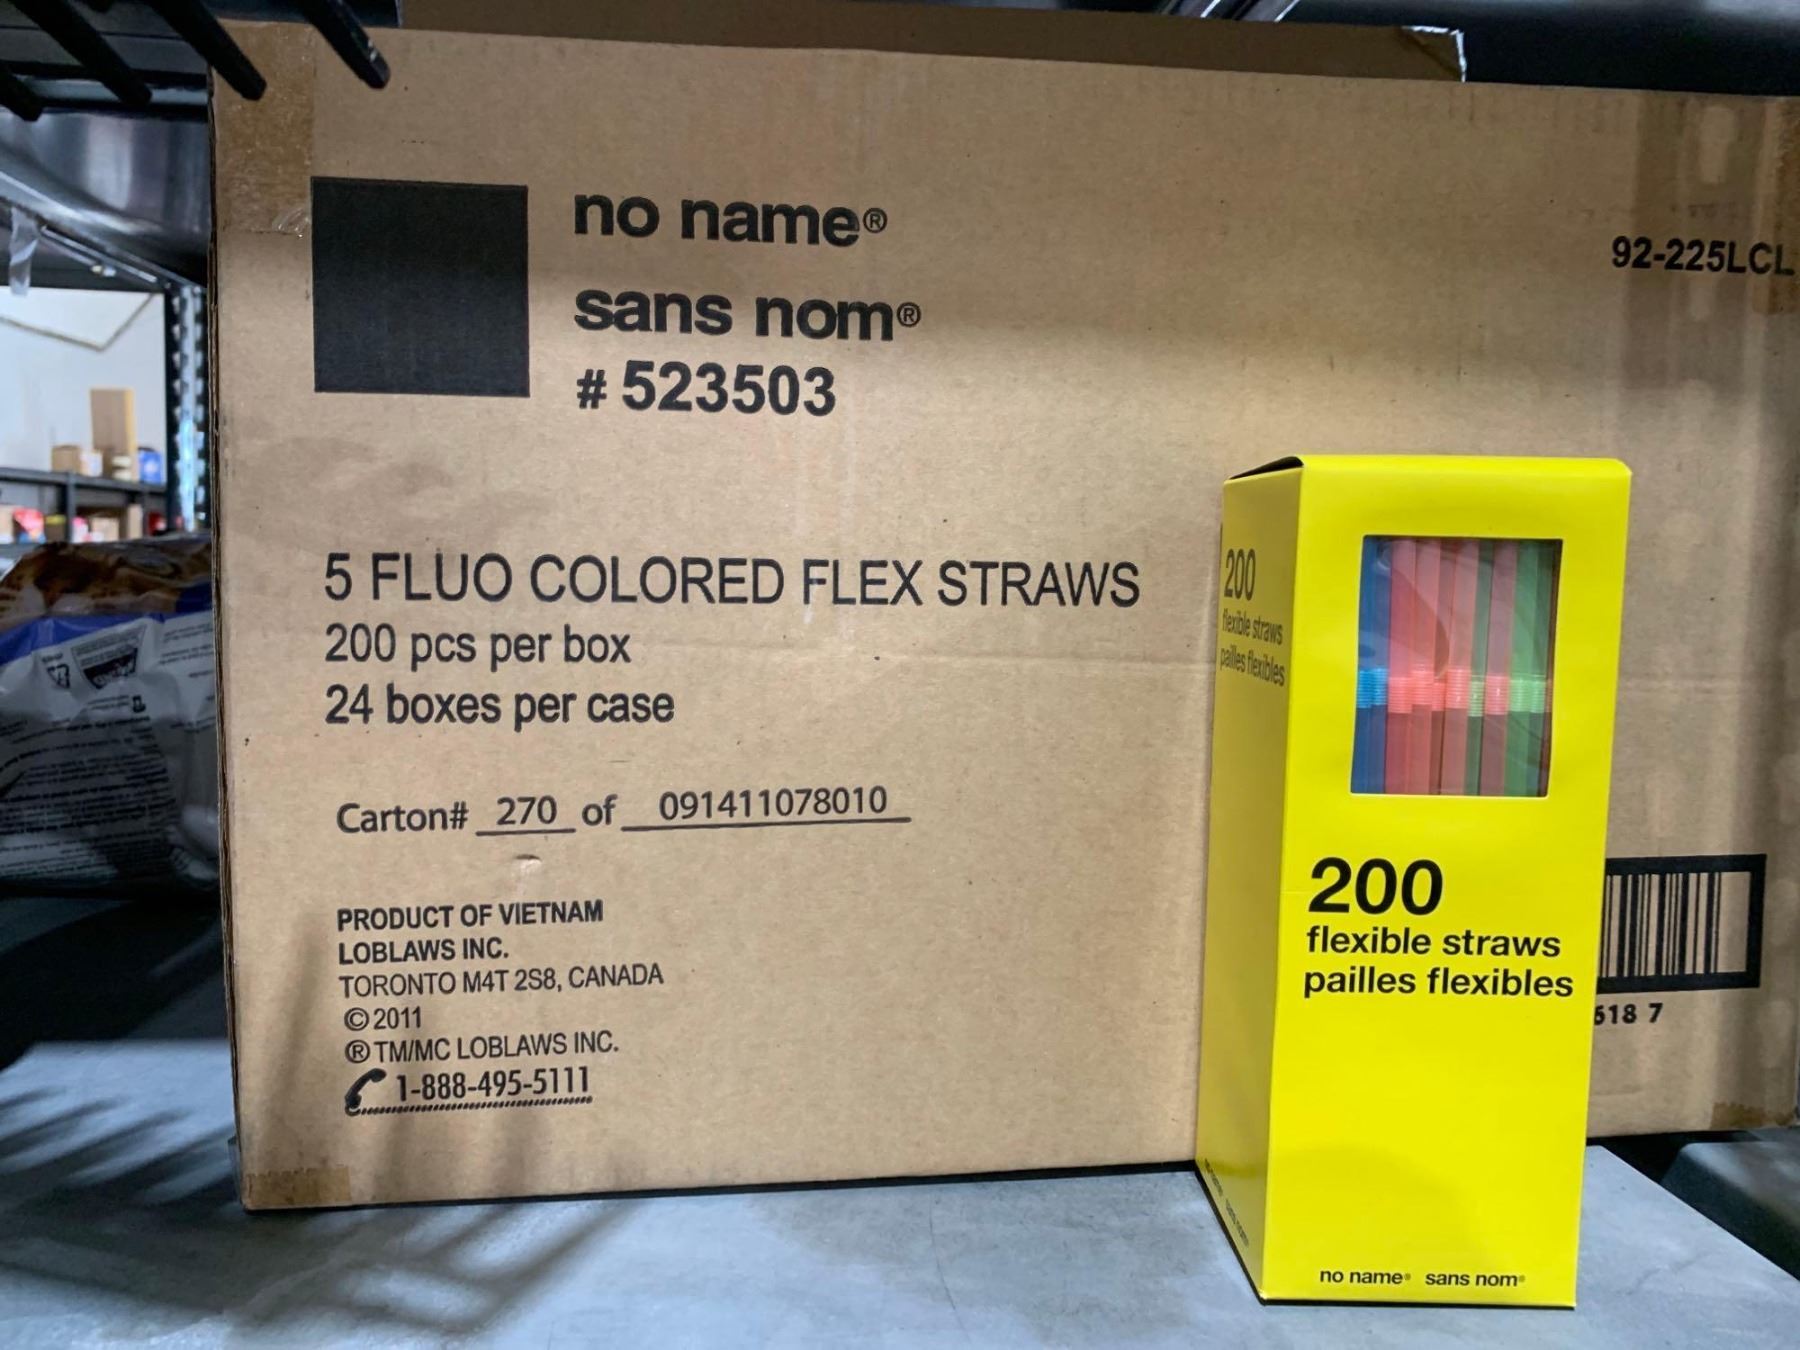 no name®
sans nom®
# 523503
92-225LCL
5 FLUO COLORED FLEX STRAWS
200 pcs per box
24 boxes per case
Carton# 270 of 091411078010
PRODUCT OF VIETNAM
LOBLAWS INC.
TORONTO M4T 2S8, CANADA
© 2011
® TM/MC LOBLAWS INC.
1-888-495-5111
200
flexible straws
pailles flexibles
200
flexible straws
pailles flexibles
no name® sans nom®
618 7